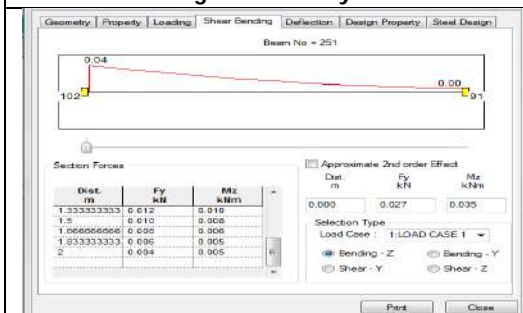 Geometry Property Loading Shear Bending Deflection Design Property Steel Design
Beam No = 251
0.04
0.00
102
91
Section Forces
Approximate 2nd order Effect
Dist. Fy Mz
m kN kNm
0.000 0.027 0.035
Dist. Fy Mz
m kN kNm
1.333333333 0.012 0.010
1.5 0.010 0.008
1.666666666 0.008 0.006
1.833333333 0.006 0.005
2 0.004 0.005
Selection Type
Load Case : 1:LOAD CASE 1
Bending - Z Bending - Y
Shear - Y Shear - Z
Print Close